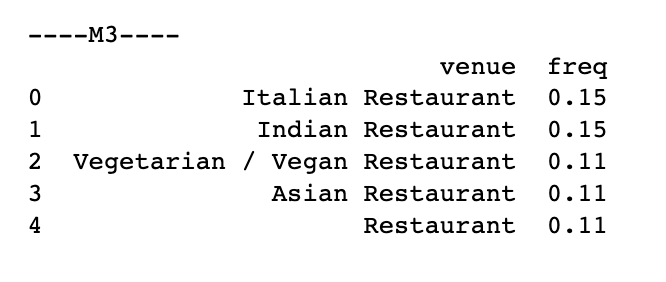 ----M3----
venue freq
0 Italian Restaurant 0.15
1 Indian Restaurant 0.15
2 Vegetarian / Vegan Restaurant 0.11
3 Asian Restaurant 0.11
4 Restaurant 0.11